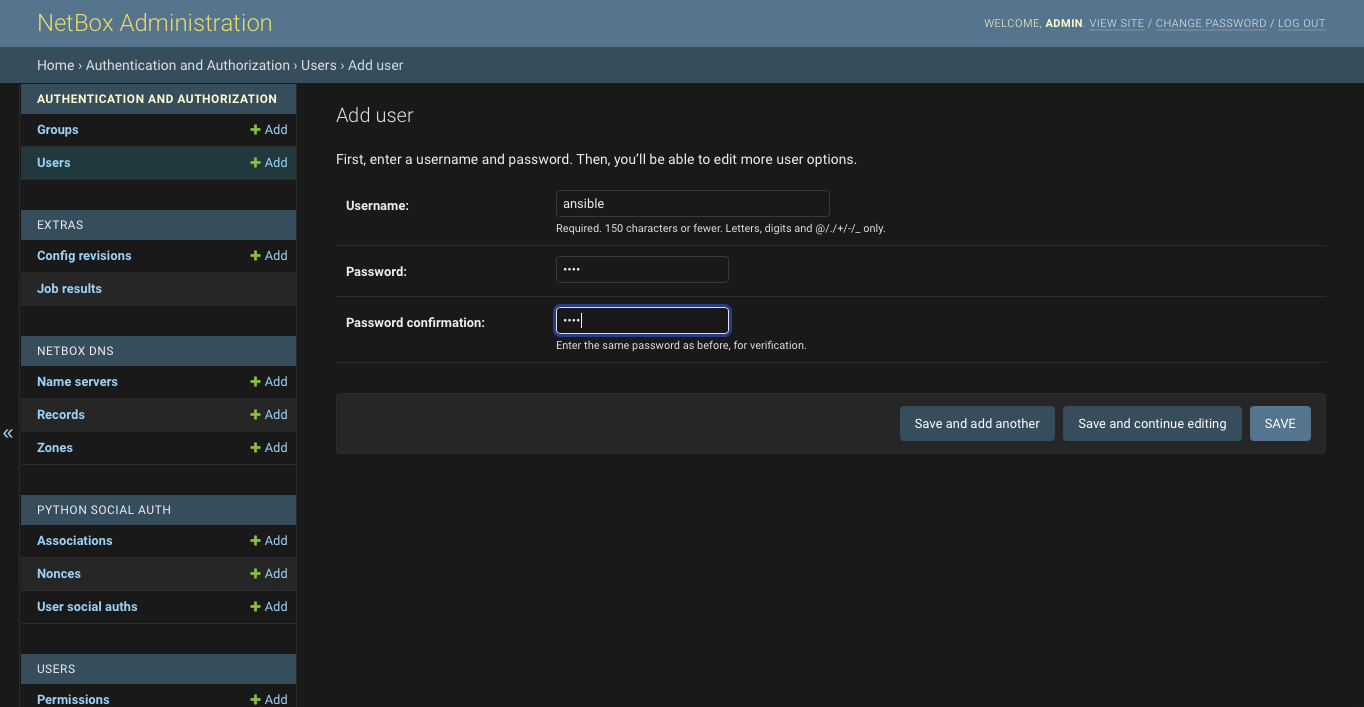 NetBox Administration
WELCOME, ADMIN. VIEW SITE / CHANGE PASSWORD / LOG OUT
Home › Authentication and Authorization › Users › Add user
AUTHENTICATION AND AUTHORIZATION
Groups + Add
Users + Add
EXTRAS
Config revisions + Add
Job results
NETBOX DNS
Name servers + Add
Records + Add
Zones + Add
PYTHON SOCIAL AUTH
Associations + Add
Nonces + Add
User social auths + Add
USERS
Permissions + Add
«
Add user
First, enter a username and password. Then, you’ll be able to edit more user options.
Username: ansible
Required. 150 characters or fewer. Letters, digits and @/./+/-/_ only.
Password: ••••
Password confirmation: ••••
Enter the same password as before, for verification.
Save and add another Save and continue editing SAVE